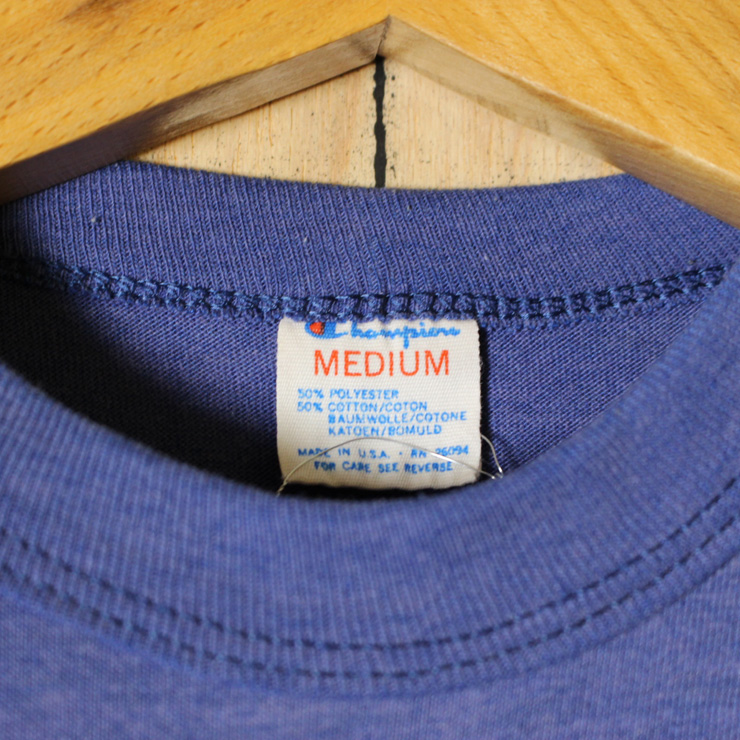 Champion
MEDIUM
50% POLYESTER
50% COTTON/COTON
BAUMWOLLE/COTONE
KATOEN/BOMULD
MADE IN U.S.A. · RN 26094
FOR CARE SEE REVERSE